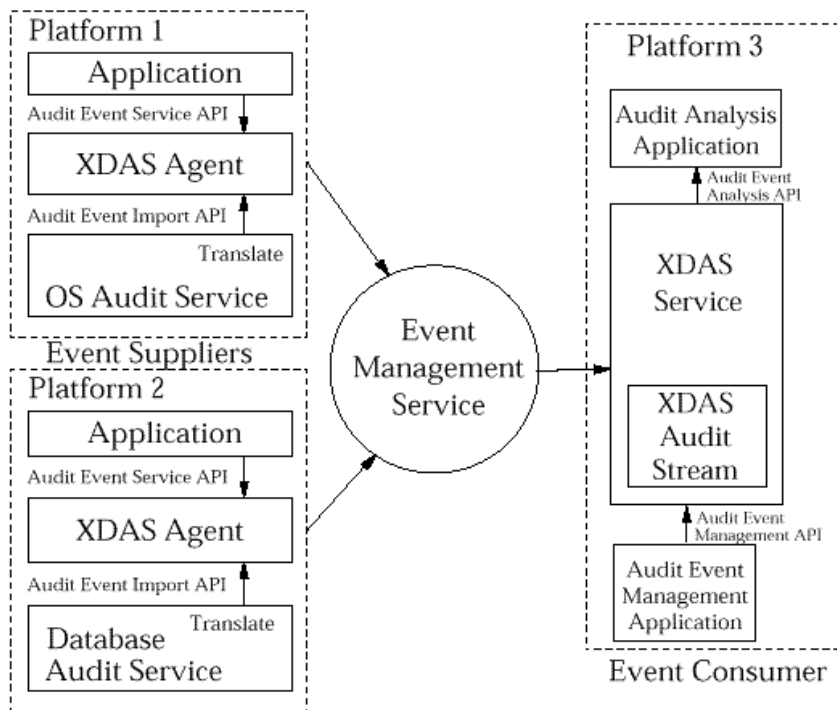 Platform 1
Application
Audit Event Service API
XDAS Agent
Audit Event Import API
Translate
OS Audit Service
Event Suppliers
Platform 2
Application
Audit Event Service API
XDAS Agent
Audit Event Import API
Translate
Database
Audit Service
Event
Management
Service
Platform 3
Audit Analysis
Application
Audit Event
Analysis API
XDAS
Service
XDAS
Audit
Stream
Audit Event
Management API
Audit Event
Management
Application
Event Consumer